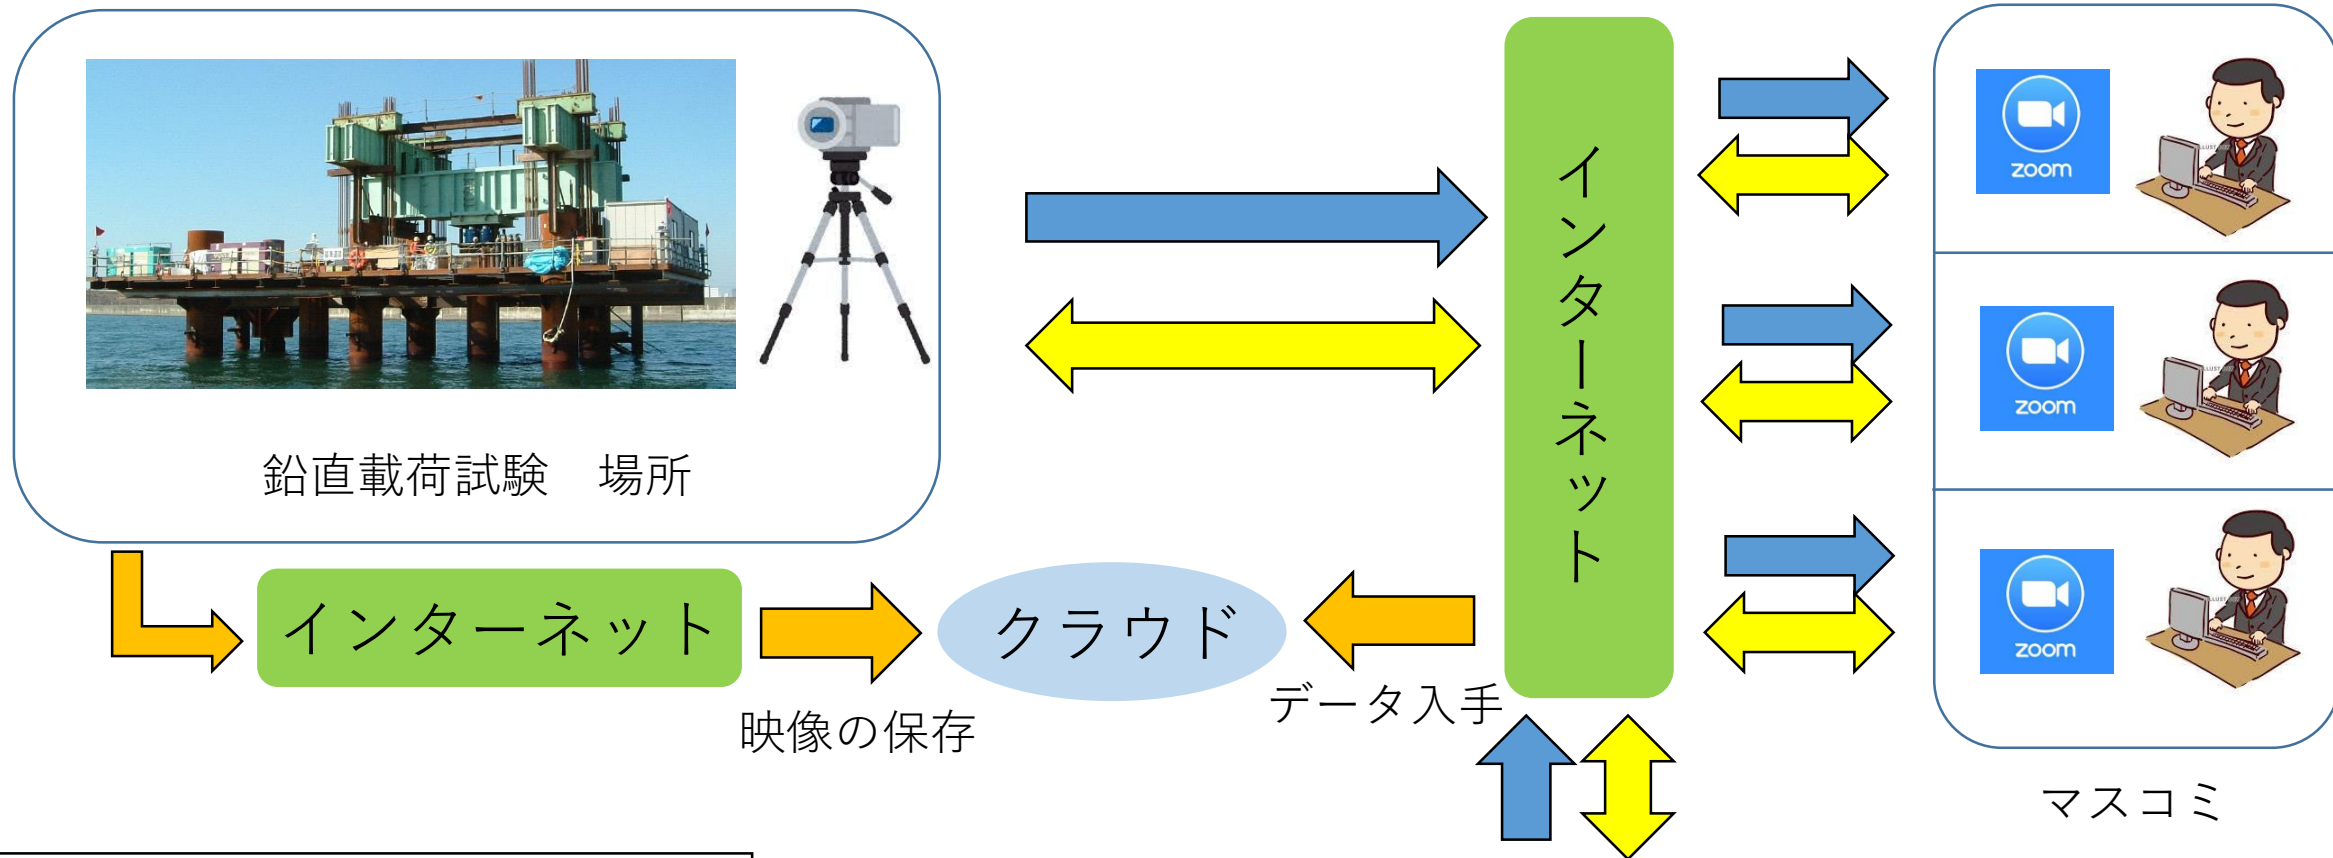 鉛直載荷試験　場所
インターネット
映像の保存
クラウド
データ入手
インターネット
zoom
zoom
zoom
マスコミ